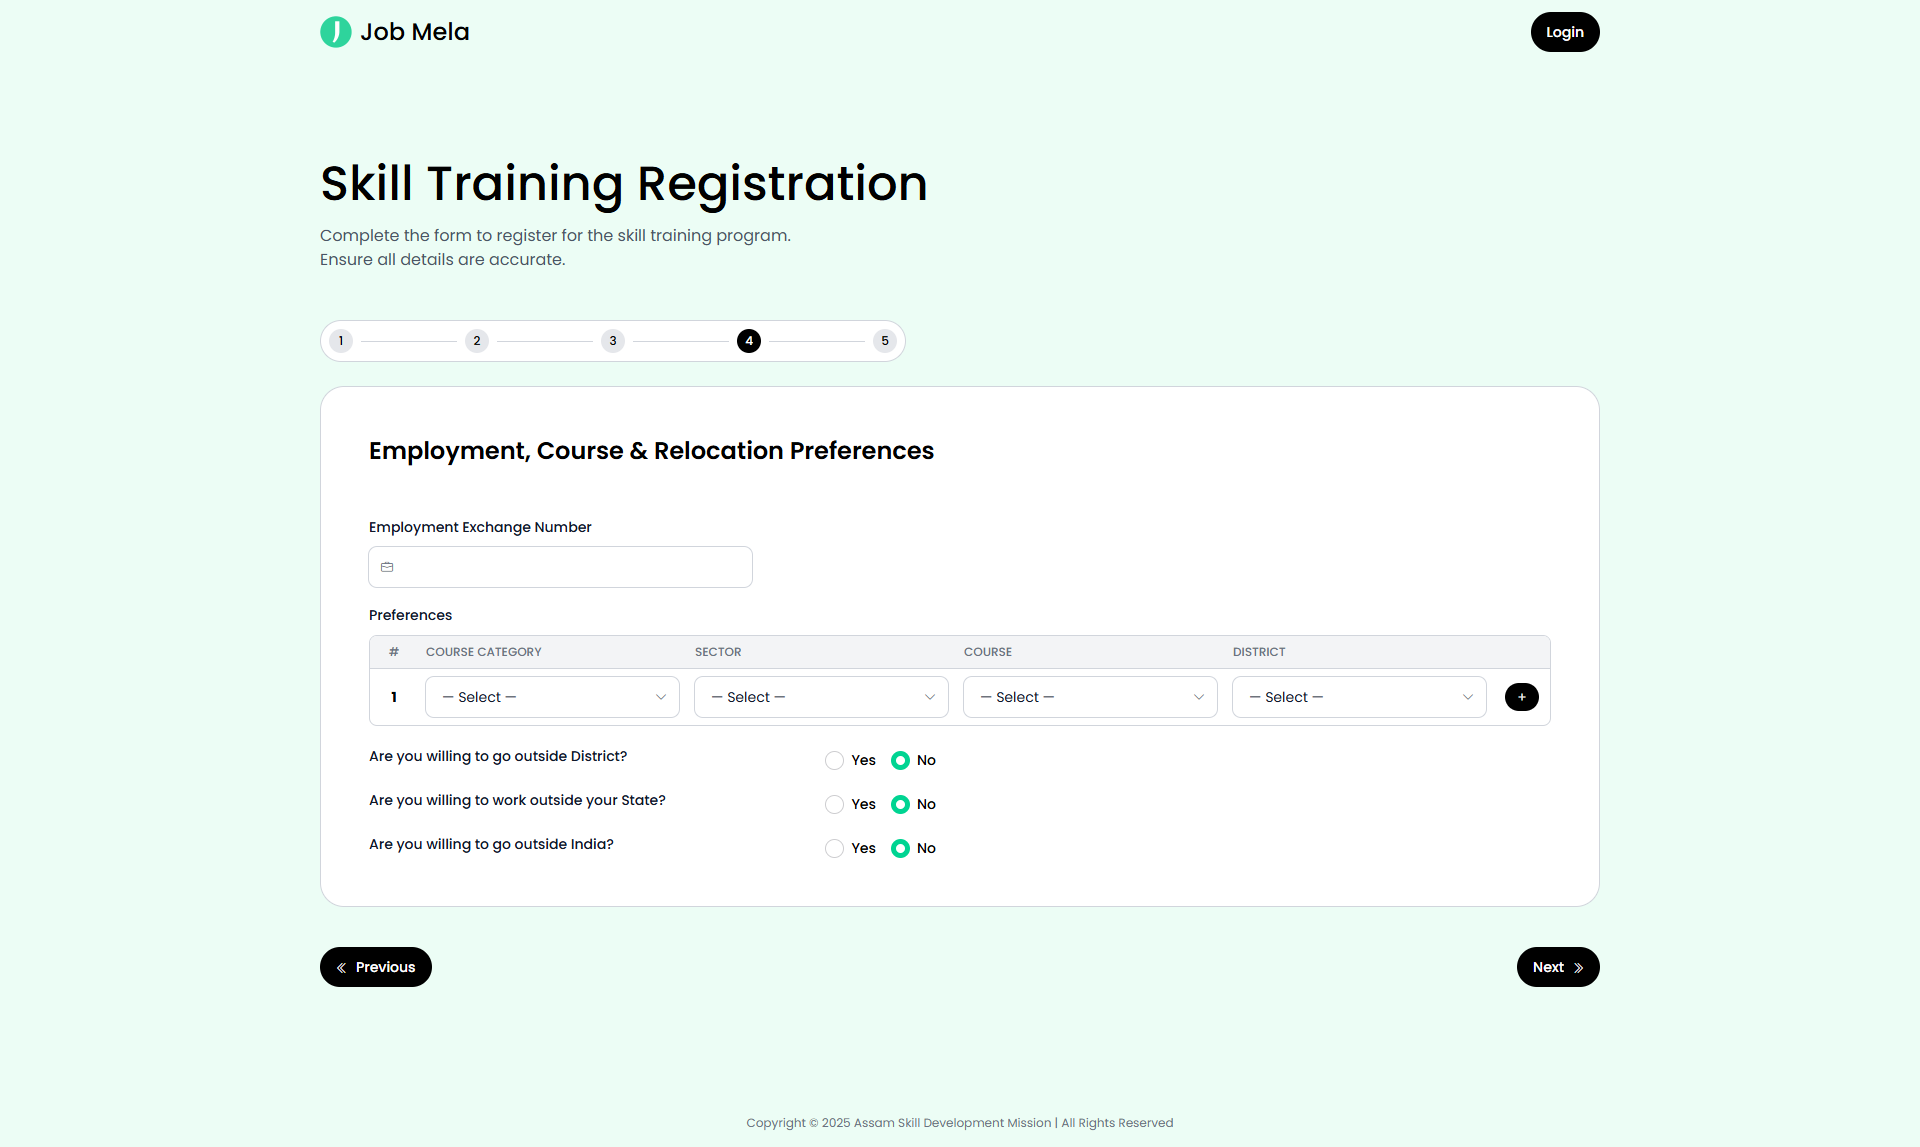 J Job Mela
Login
Skill Training Registration
Complete the form to register for the skill training program.
Ensure all details are accurate.
1 2 3 4 5
Employment, Course & Relocation Preferences
Employment Exchange Number
Preferences
# COURSE CATEGORY SECTOR COURSE DISTRICT
1 — Select — — Select — — Select — — Select — +
Are you willing to go outside District? Yes No
Are you willing to work outside your State? Yes No
Are you willing to go outside India? Yes No
Previous
Next
Copyright © 2025 Assam Skill Development Mission | All Rights Reserved